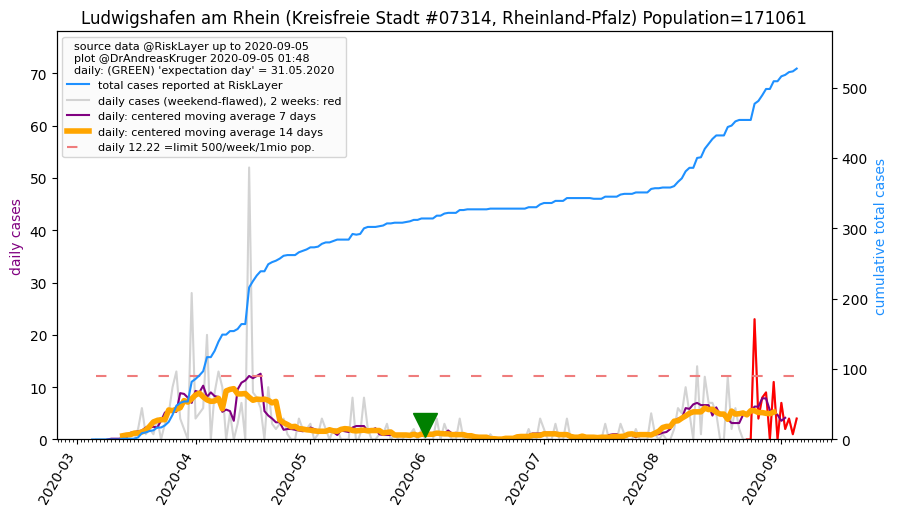 Ludwigshafen am Rhein (Kreisfreie Stadt #07314, Rheinland-Pfalz) Population=171061
source data @RiskLayer up to 2020-09-05
plot @DrAndreasKruger 2020-09-05 01:48
daily: (GREEN) 'expectation day' = 31.05.2020
total cases reported at RiskLayer
daily cases (weekend-flawed), 2 weeks: red
daily: centered moving average 7 days
daily: centered moving average 14 days
daily 12.22 =limit 500/week/1mio pop.
daily cases
70
60
50
40
30
20
10
0
cumulative total cases
500
400
300
200
100
0
2020-03
2020-04
2020-05
2020-06
2020-07
2020-08
2020-09